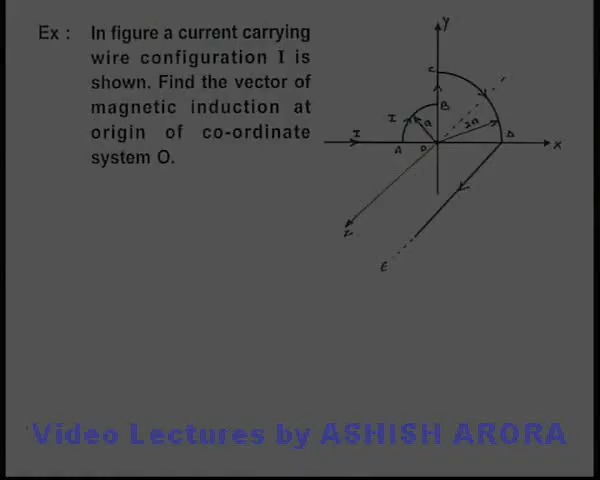 Ex : In figure a current carrying
wire configuration I is
shown. Find the vector of
magnetic induction at
origin of co-ordinate
system O.
Y
C
B
I
a
2a
I
A
O
D
X
Z
E
Video Lectures by ASHISH ARORA